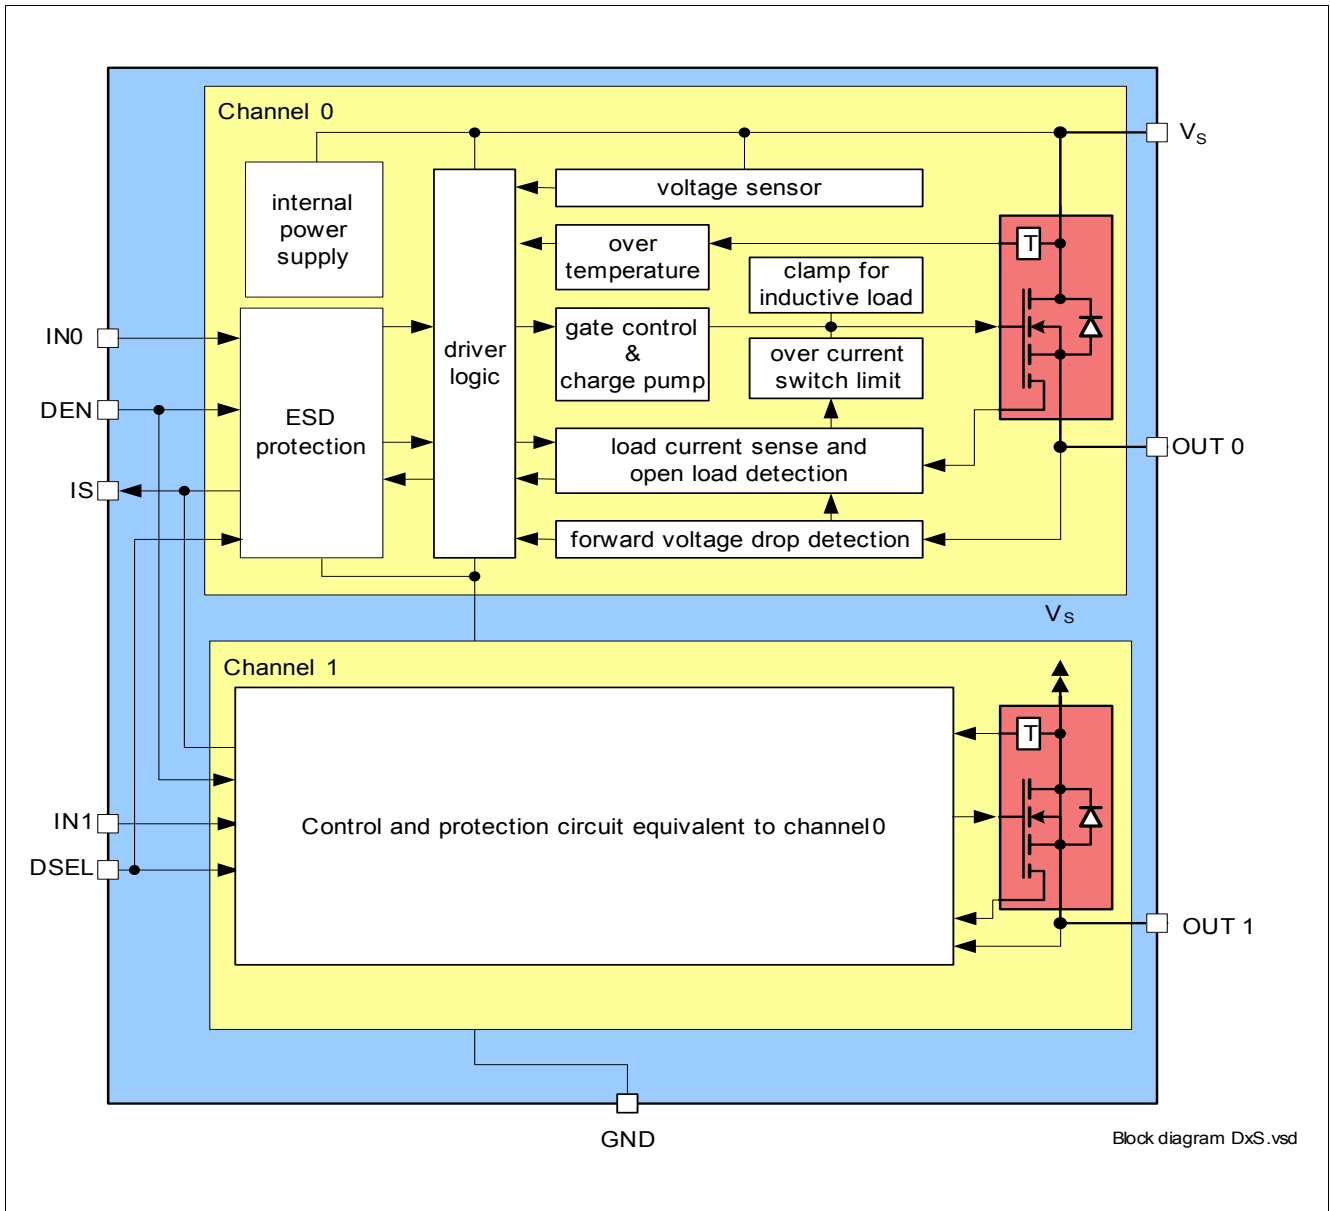 Channel 0
VS
internal
power
supply
voltage sensor
over
temperature
T
clamp for
inductive load
IN0
gate control
&
charge pump
driver
logic
over current
switch limit
DEN
ESD
protection
load current sense and
open load detection
OUT 0
IS
forward voltage drop detection
VS
Channel 1
T
IN1
Control and protection circuit equivalent to channel 0
DSEL
OUT 1
GND
Block diagram DxS.vsd